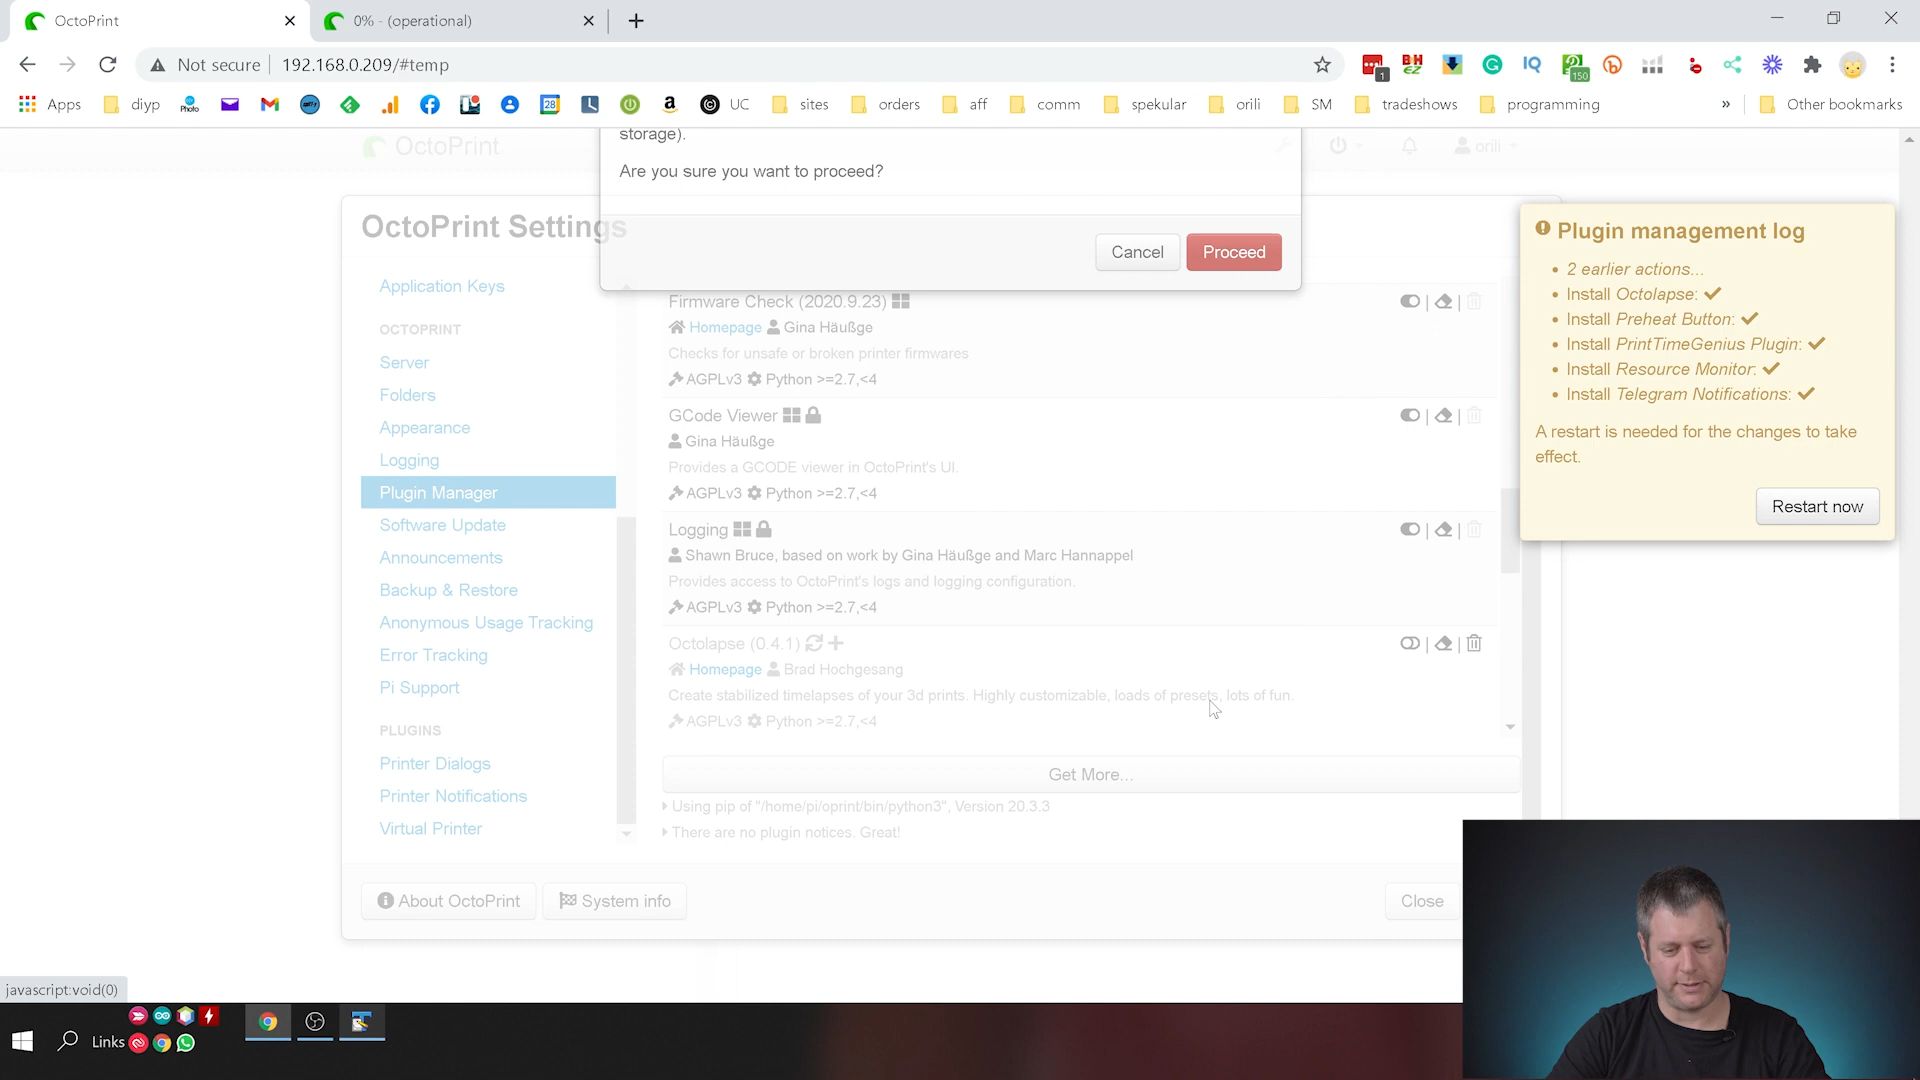 OctoPrint
0% - (operational)
Not secure
192.168.0.209/#temp
1
150
Apps
diyp
Photo
28
UC
sites
orders
aff
comm
spekular
orili
SM
tradeshows
programming
»
Other bookmarks
OctoPrint
orili
storage).
Are you sure you want to proceed?
Cancel
Proceed
OctoPrint Settings
Application Keys
OCTOPRINT
Server
Folders
Appearance
Logging
Plugin Manager
Software Update
Announcements
Backup & Restore
Anonymous Usage Tracking
Error Tracking
Pi Support
PLUGINS
Printer Dialogs
Printer Notifications
Virtual Printer
Firmware Check (2020.9.23)
Homepage Gina Häußge
Checks for unsafe or broken printer firmwares
AGPLv3 Python >=2.7,<4
GCode Viewer
Gina Häußge
Provides a GCODE viewer in OctoPrint's UI.
AGPLv3 Python >=2.7,<4
Logging
Shawn Bruce, based on work by Gina Häußge and Marc Hannappel
Provides access to OctoPrint's logs and logging configuration.
AGPLv3 Python >=2.7,<4
Octolapse (0.4.1)
Homepage Brad Hochgesang
Create stabilized timelapses of your 3d prints. Highly customizable, loads of presets, lots of fun.
AGPLv3 Python >=2.7,<4
Get More...
Using pip of "/home/pi/oprint/bin/python3", Version 20.3.3
There are no plugin notices. Great!
About OctoPrint
System info
Close
Plugin management log
2 earlier actions...
Install Octolapse:
Install Preheat Button:
Install PrintTimeGenius Plugin:
Install Resource Monitor:
Install Telegram Notifications:
A restart is needed for the changes to take
effect.
Restart now
javascript:void(0)
Links